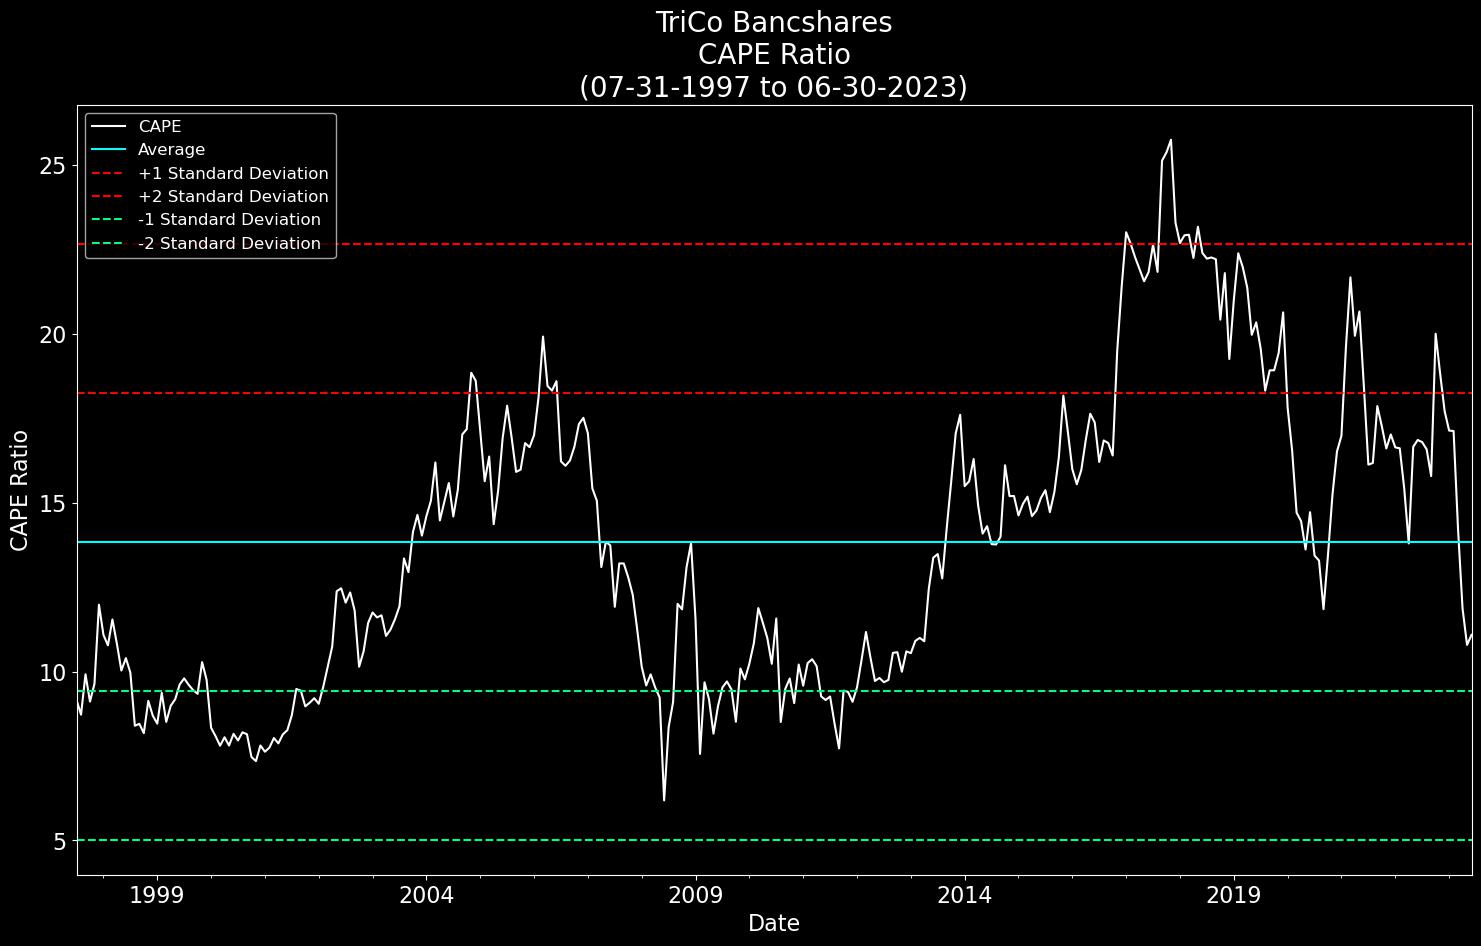 TriCo Bancshares
CAPE Ratio
(07-31-1997 to 06-30-2023)
CAPE
Average
+1 Standard Deviation
+2 Standard Deviation
-1 Standard Deviation
-2 Standard Deviation
25
20
15
10
5
CAPE Ratio
1999
2004
2009
2014
2019
Date